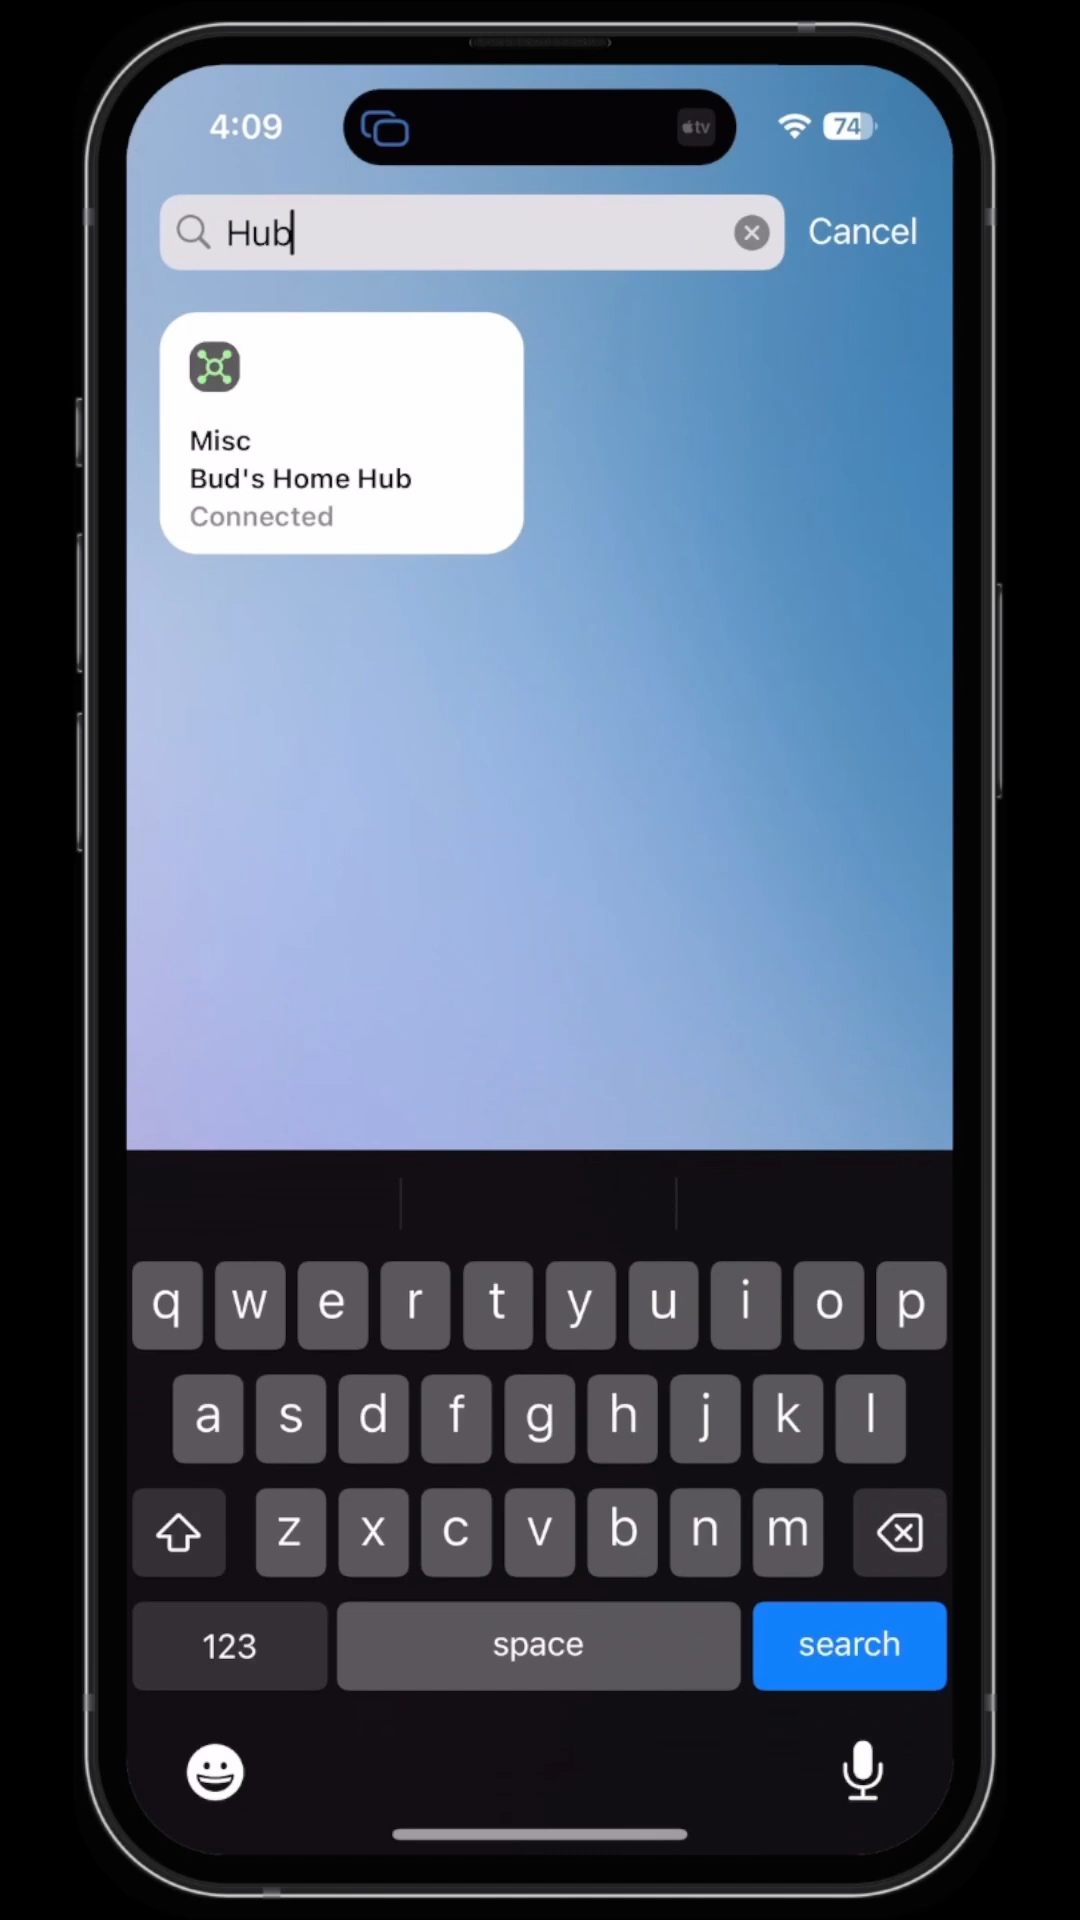 4:09
tv
74
Hub
Cancel
Misc
Bud's Home Hub
Connected
q w e r t y u i o p
a s d f g h j k l
z x c v b n m
123 space search